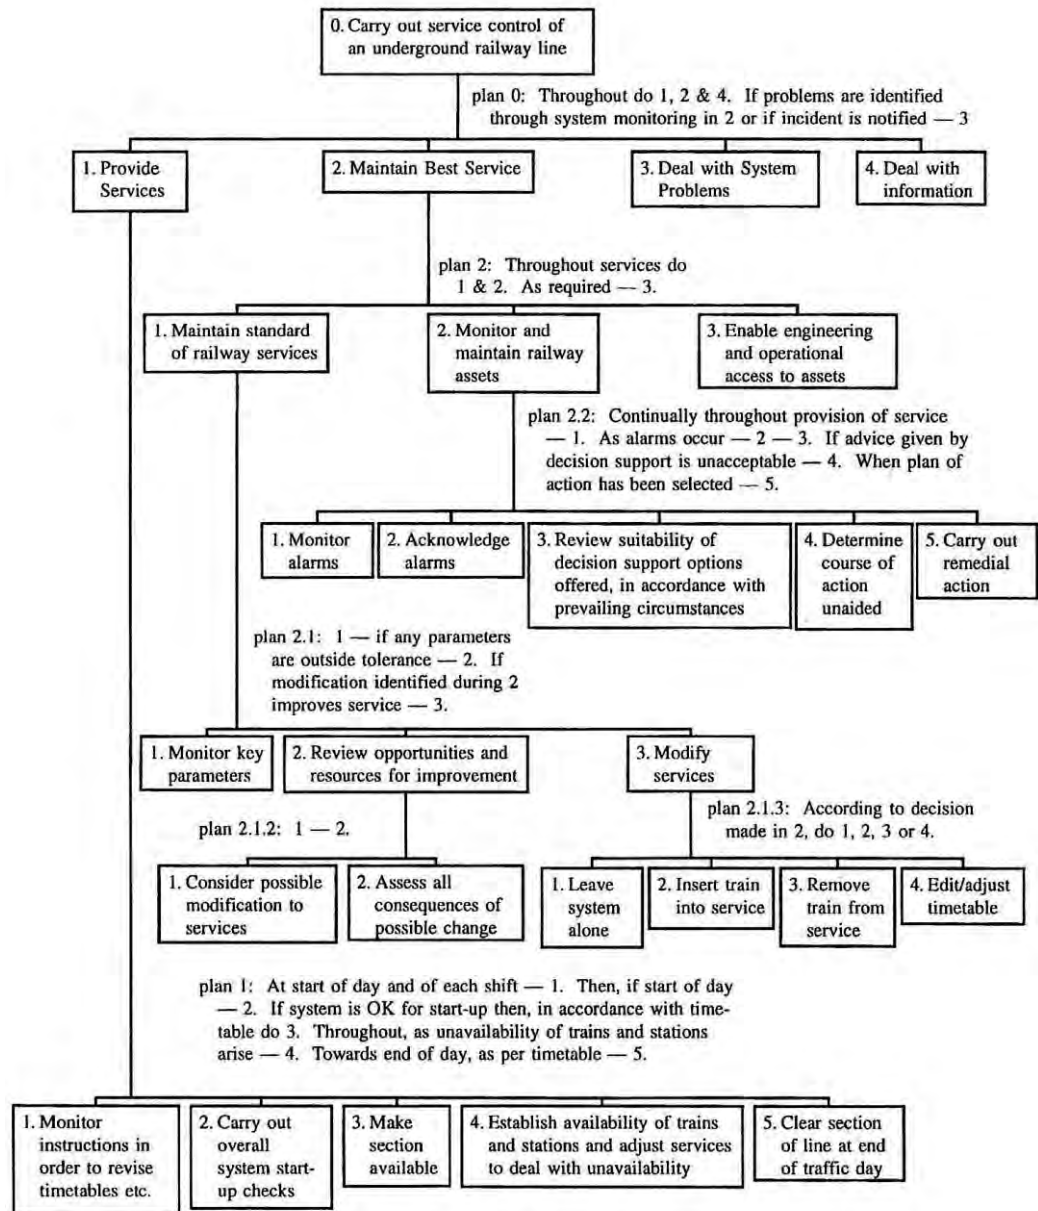 0. Carry out service control of
an underground railway line
plan 0: Throughout do 1, 2 & 4. If problems are identified
through system monitoring in 2 or if incident is notified — 3
1. Provide
Services
2. Maintain Best Service
3. Deal with System
Problems
4. Deal with
information
plan 2: Throughout services do
1 & 2. As required — 3.
1. Maintain standard
of railway services
2. Monitor and
maintain railway
assets
3. Enable engineering
and operational
access to assets
plan 2.2: Continually throughout provision of service
— 1. As alarms occur — 2 — 3. If advice given by
decision support is unacceptable — 4. When plan of
action has been selected — 5.
1. Monitor
alarms
2. Acknowledge
alarms
3. Review suitability of
decision support options
offered, in accordance with
prevailing circumstances
4. Determine
course of
action
unaided
5. Carry out
remedial
action
plan 2.1: 1 — if any parameters
are outside tolerance — 2. If
modification identified during 2
improves service — 3.
1. Monitor key
parameters
2. Review opportunities and
resources for improvement
3. Modify
services
plan 2.1.2: 1 — 2.
plan 2.1.3: According to decision
made in 2, do 1, 2, 3 or 4.
1. Consider possible
modification to
services
2. Assess all
consequences of
possible change
1. Leave
system
alone
2. Insert train
into service
3. Remove
train from
service
4. Edit/adjust
timetable
plan 1: At start of day and of each shift — 1. Then, if start of day
— 2. If system is OK for start-up then, in accordance with time-
table do 3. Throughout, as unavailability of trains and stations
arise — 4. Towards end of day, as per timetable — 5.
1. Monitor
instructions in
order to revise
timetables etc.
2. Carry out
overall
system start-
up checks
3. Make
section
available
4. Establish availability of trains
and stations and adjust services
to deal with unavailability
5. Clear section
of line at end
of traffic day